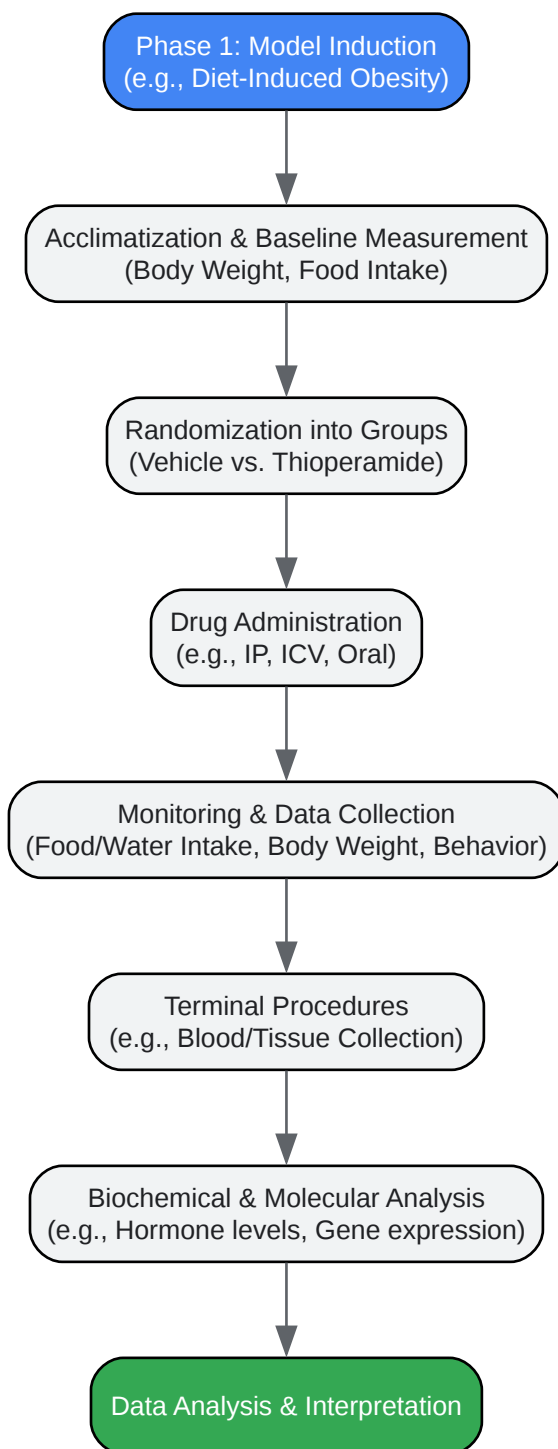 Phase 1: Model Induction
(e.g., Diet-Induced Obesity)
Acclimatization & Baseline Measurement
(Body Weight, Food Intake)
Randomization into Groups
(Vehicle vs. Thioperamide)
Drug Administration
(e.g., IP, ICV, Oral)
Monitoring & Data Collection
(Food/Water Intake, Body Weight, Behavior)
Terminal Procedures
(e.g., Blood/Tissue Collection)
Biochemical & Molecular Analysis
(e.g., Hormone levels, Gene expression)
Data Analysis & Interpretation